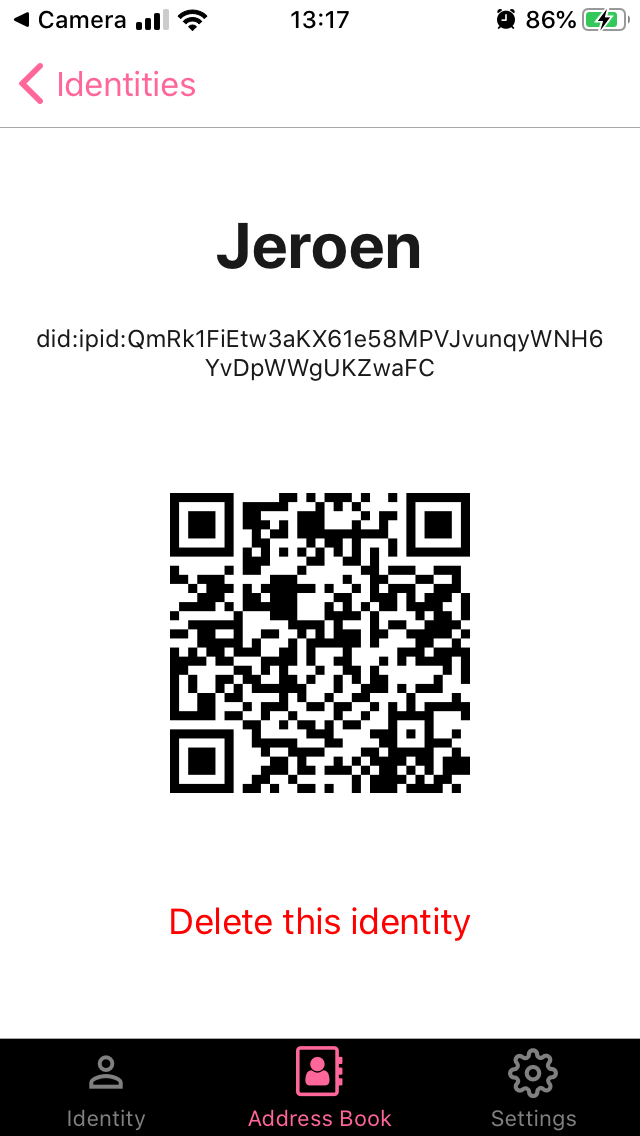 Camera 13:17 86%
Identities
Jeroen
did:ipid:QmRk1FiEtw3aKX61e58MPVJvunqyWNH6
YvDpWWgUKZwaFC
Delete this identity
Identity Address Book Settings